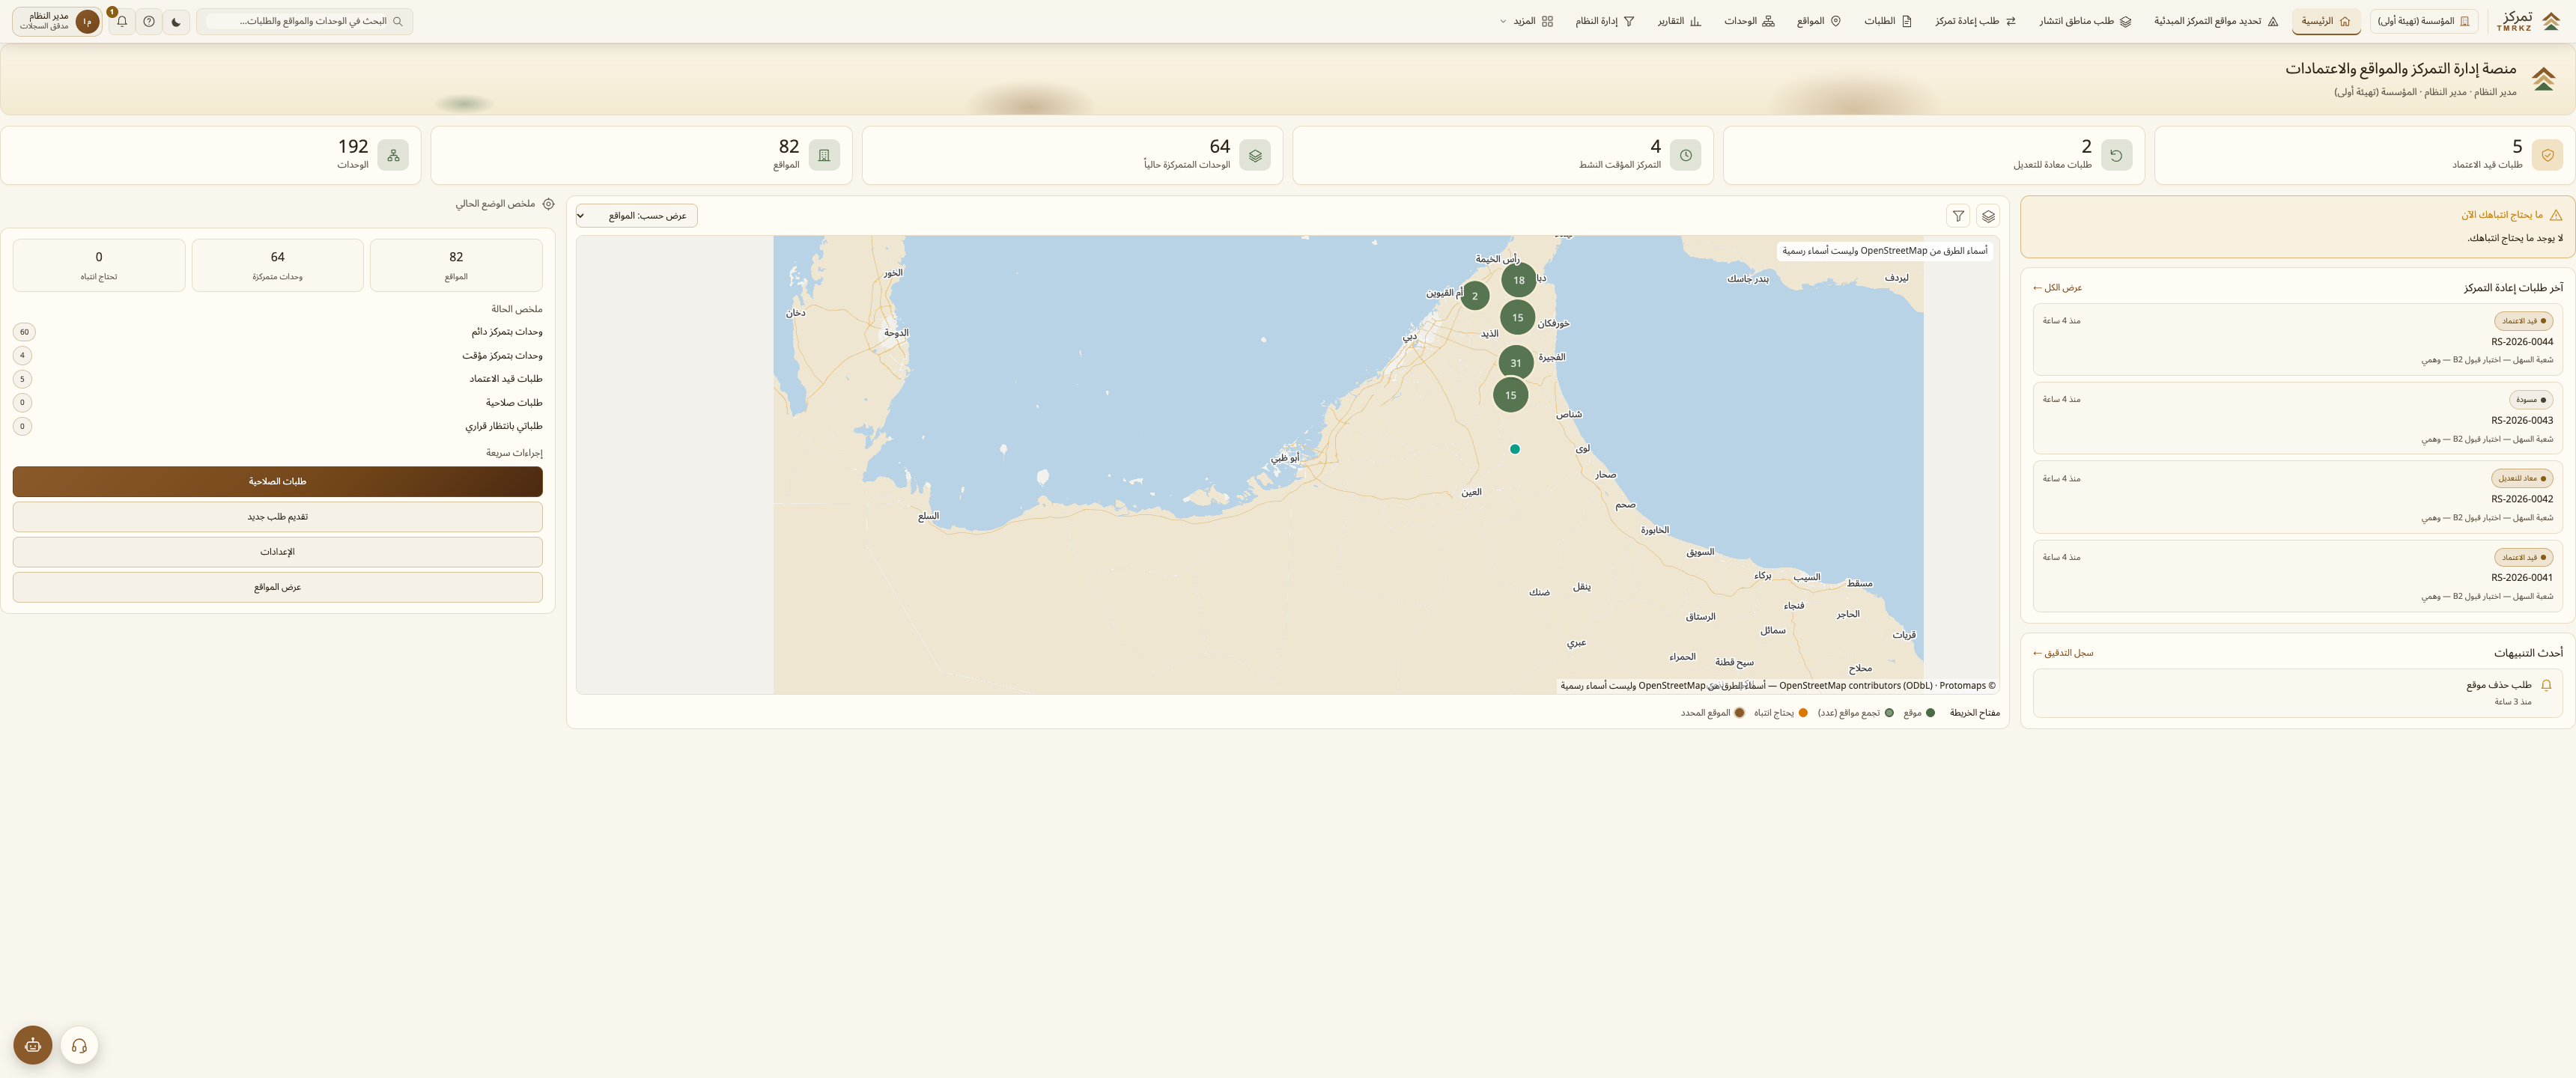 تمركز
TMRKZ
المؤسسة (تهيئة أولى)
الرئيسية
تحديد مواقع التمركز المبدئية
طلب مناطق انتشار
طلب إعادة تمركز
الطلبات
المواقع
الوحدات
التقارير
إدارة النظام
المزيد
البحث في الوحدات والمواقع والطلبات...
1
م ا
مدير النظام
مدقق السجلات
منصة إدارة التمركز والمواقع والاعتمادات
مدير النظام · مدير النظام · المؤسسة (تهيئة أولى)
5
طلبات قيد الاعتماد
2
طلبات معادة للتعديل
4
التمركز المؤقت النشط
64
الوحدات المتمركزة حالياً
82
المواقع
192
الوحدات
ما يحتاج انتباهك الآن
لا يوجد ما يحتاج انتباهك.
آخر طلبات إعادة التمركز
عرض الكل ←
قيد الاعتماد
منذ 4 ساعة
RS-2026-0044
شعبة السهل — اختبار قبول B2 — وهمي
مسودة
منذ 4 ساعة
RS-2026-0043
شعبة السهل — اختبار قبول B2 — وهمي
معاد للتعديل
منذ 4 ساعة
RS-2026-0042
شعبة السهل — اختبار قبول B2 — وهمي
قيد الاعتماد
منذ 4 ساعة
RS-2026-0041
شعبة السهل — اختبار قبول B2 — وهمي
أحدث التنبيهات
سجل التدقيق ←
طلب حذف موقع
منذ 3 ساعة
عرض حسب: المواقع
أسماء الطرق من OpenStreetMap وليست أسماء رسمية
ليردف
بندر جاسك
رأس الخيمة
دبا
18
أم القيوين
2
15
خورفكان
الذيد
دبي
31
الفجيرة
15
الخور
دخان
الدوحة
شناص
لوى
أبو ظبي
صحار
العين
صحم
السلع
الخابورة
السويق
بركاء
السيب
مسقط
ينقل
ضنك
فنجاء
الحاجر
الرستاق
سمائل
قريات
عبري
الحمراء
سيح قطنة
محلاح
© OpenStreetMap contributors (ODbL) · Protomaps — أسماء الطرق من OpenStreetMap وليست أسماء رسمية
مفتاح الخريطة
موقع
تجمع مواقع (عدد)
يحتاج انتباه
الموقع المحدد
ملخص الوضع الحالي
82
المواقع
64
وحدات متمركزة
0
تحتاج انتباه
ملخص الحالة
وحدات بتمركز دائم
60
وحدات بتمركز مؤقت
4
طلبات قيد الاعتماد
5
طلبات صلاحية
0
طلباتي بانتظار قراري
0
إجراءات سريعة
طلبات الصلاحية
تقديم طلب جديد
الإعدادات
عرض المواقع